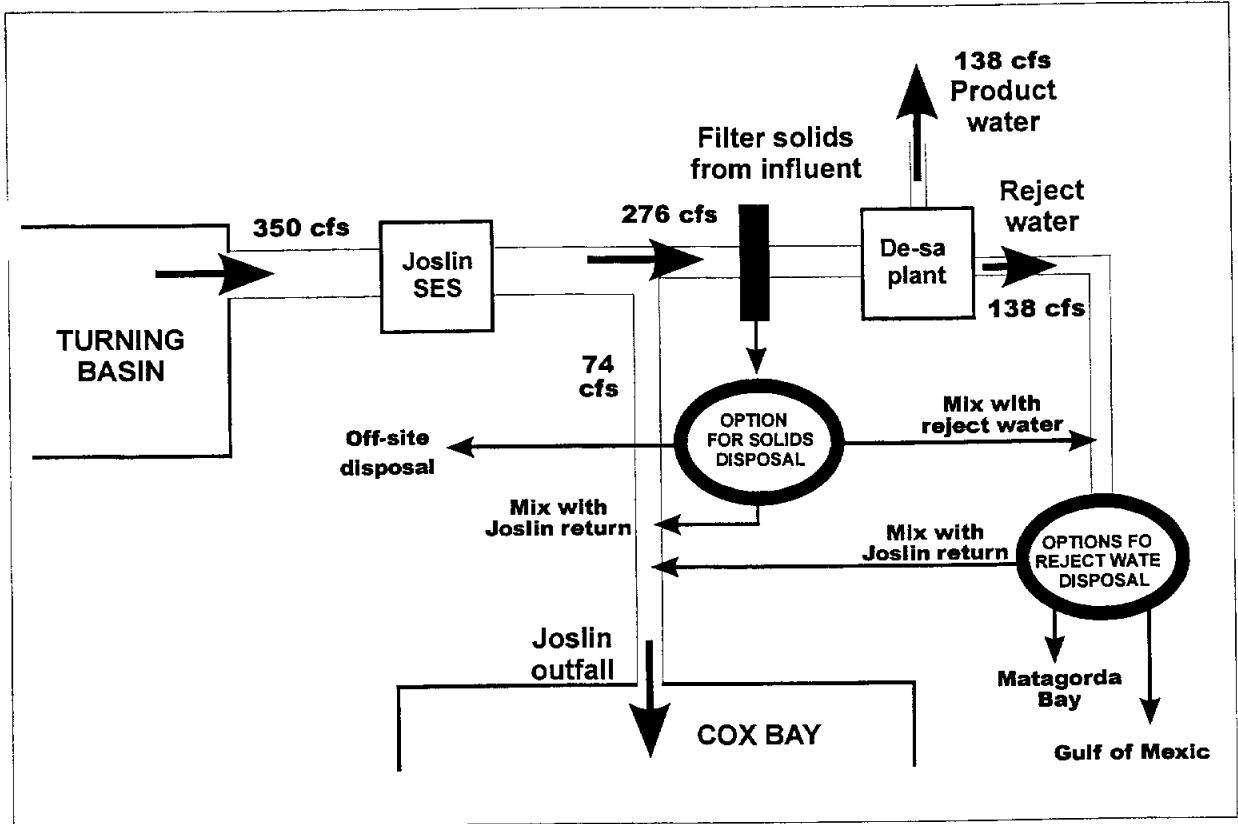 138 cfs
Product
water
Filter solids
from influent
Reject
water
350 cfs
276 cfs
Joslin
SES
De-sa
plant
138 cfs
TURNING
BASIN
74
cfs
OPTION
FOR SOLIDS
DISPOSAL
Mix with
reject water
Off-site
disposal
Mix with
Joslin return
Mix with
Joslin return
OPTIONS FO
REJECT WATE
DISPOSAL
Joslin
outfall
Matagorda
Bay
COX BAY
Gulf of Mexic